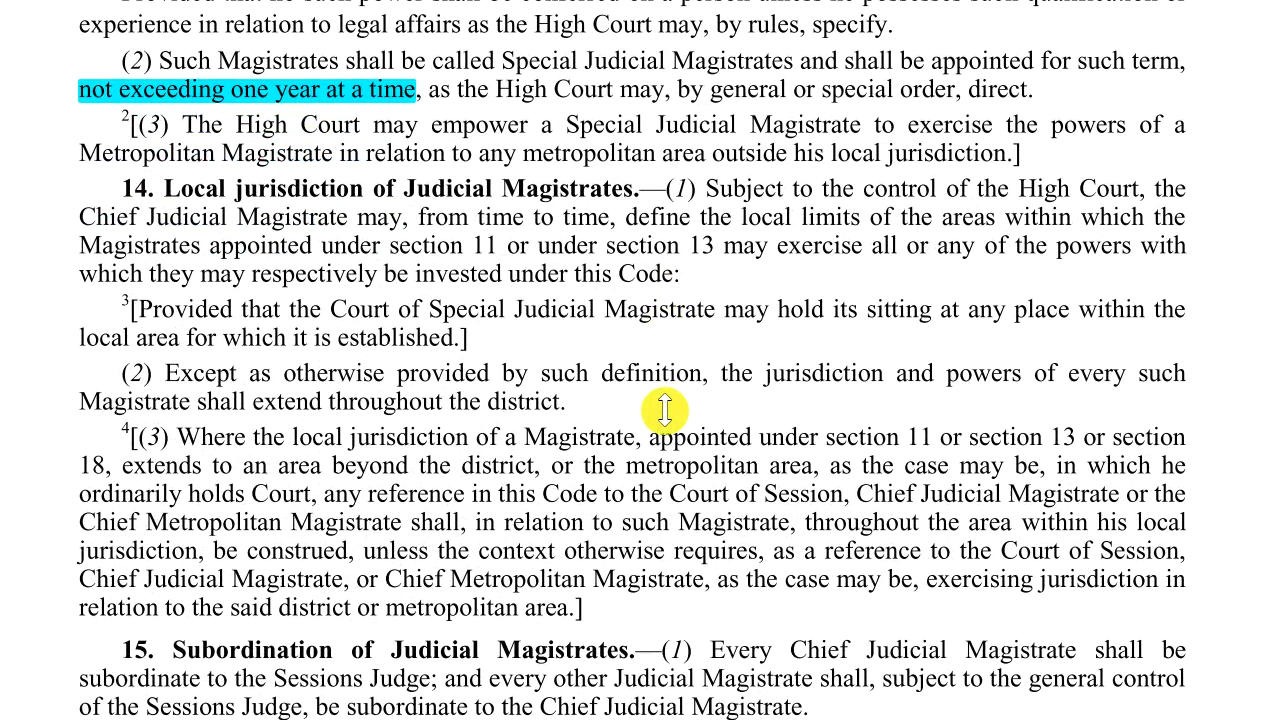 experience in relation to legal affairs as the High Court may, by rules, specify.
(2) Such Magistrates shall be called Special Judicial Magistrates and shall be appointed for such term,
not exceeding one year at a time, as the High Court may, by general or special order, direct.
2[(3) The High Court may empower a Special Judicial Magistrate to exercise the powers of a
Metropolitan Magistrate in relation to any metropolitan area outside his local jurisdiction.]
14. Local jurisdiction of Judicial Magistrates.—(1) Subject to the control of the High Court, the
Chief Judicial Magistrate may, from time to time, define the local limits of the areas within which the
Magistrates appointed under section 11 or under section 13 may exercise all or any of the powers with
which they may respectively be invested under this Code:
3[Provided that the Court of Special Judicial Magistrate may hold its sitting at any place within the
local area for which it is established.]
(2) Except as otherwise provided by such definition, the jurisdiction and powers of every such
Magistrate shall extend throughout the district.
4[(3) Where the local jurisdiction of a Magistrate, appointed under section 11 or section 13 or section
18, extends to an area beyond the district, or the metropolitan area, as the case may be, in which he
ordinarily holds Court, any reference in this Code to the Court of Session, Chief Judicial Magistrate or the
Chief Metropolitan Magistrate shall, in relation to such Magistrate, throughout the area within his local
jurisdiction, be construed, unless the context otherwise requires, as a reference to the Court of Session,
Chief Judicial Magistrate, or Chief Metropolitan Magistrate, as the case may be, exercising jurisdiction in
relation to the said district or metropolitan area.]
15. Subordination of Judicial Magistrates.—(1) Every Chief Judicial Magistrate shall be
subordinate to the Sessions Judge; and every other Judicial Magistrate shall, subject to the general control
of the Sessions Judge, be subordinate to the Chief Judicial Magistrate.